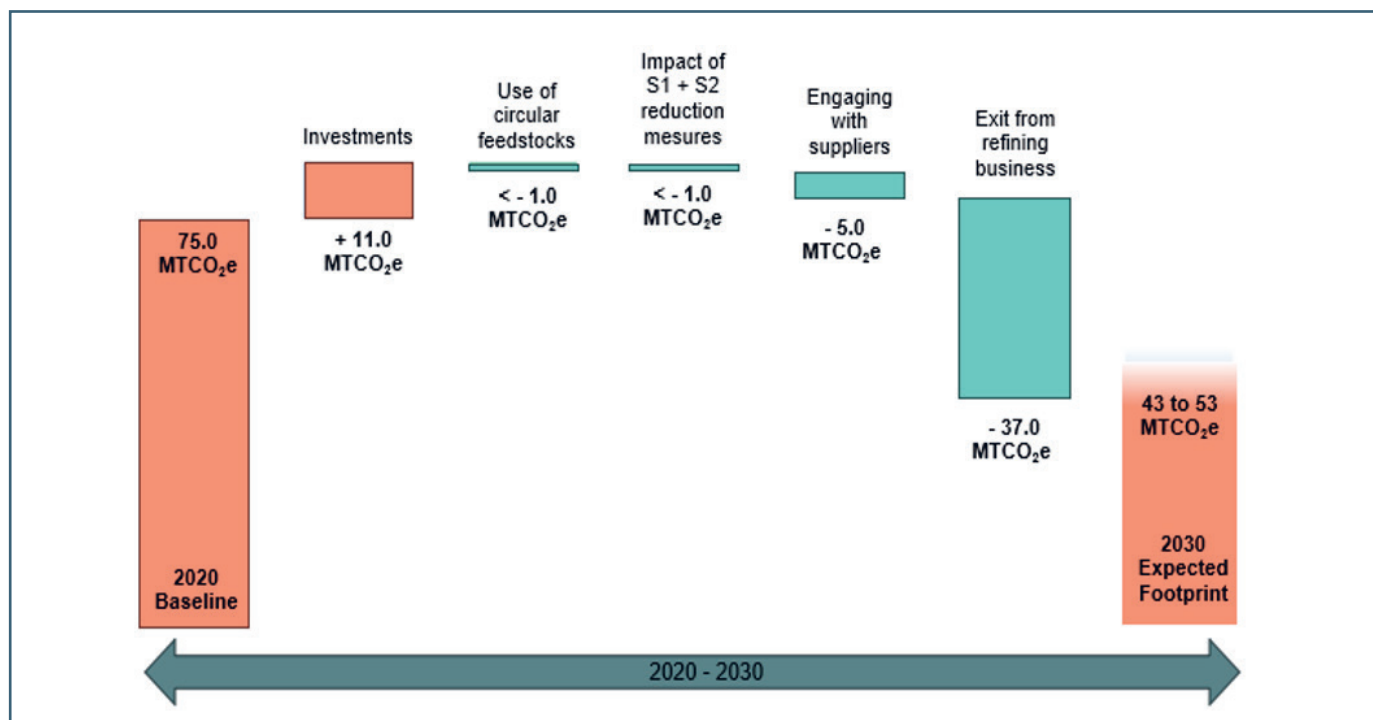 Investments
+ 11.0
MTCO₂e
Use of
circular
feedstocks
< - 1.0
MTCO₂e
Impact of
S1 + S2
reduction
mesures
< - 1.0
MTCO₂e
Engaging
with
suppliers
- 5.0
MTCO₂e
Exit from
refining
business
- 37.0
MTCO₂e
75.0
MTCO₂e
2020
Baseline
43 to 53
MTCO₂e
2030
Expected
Footprint
2020 - 2030